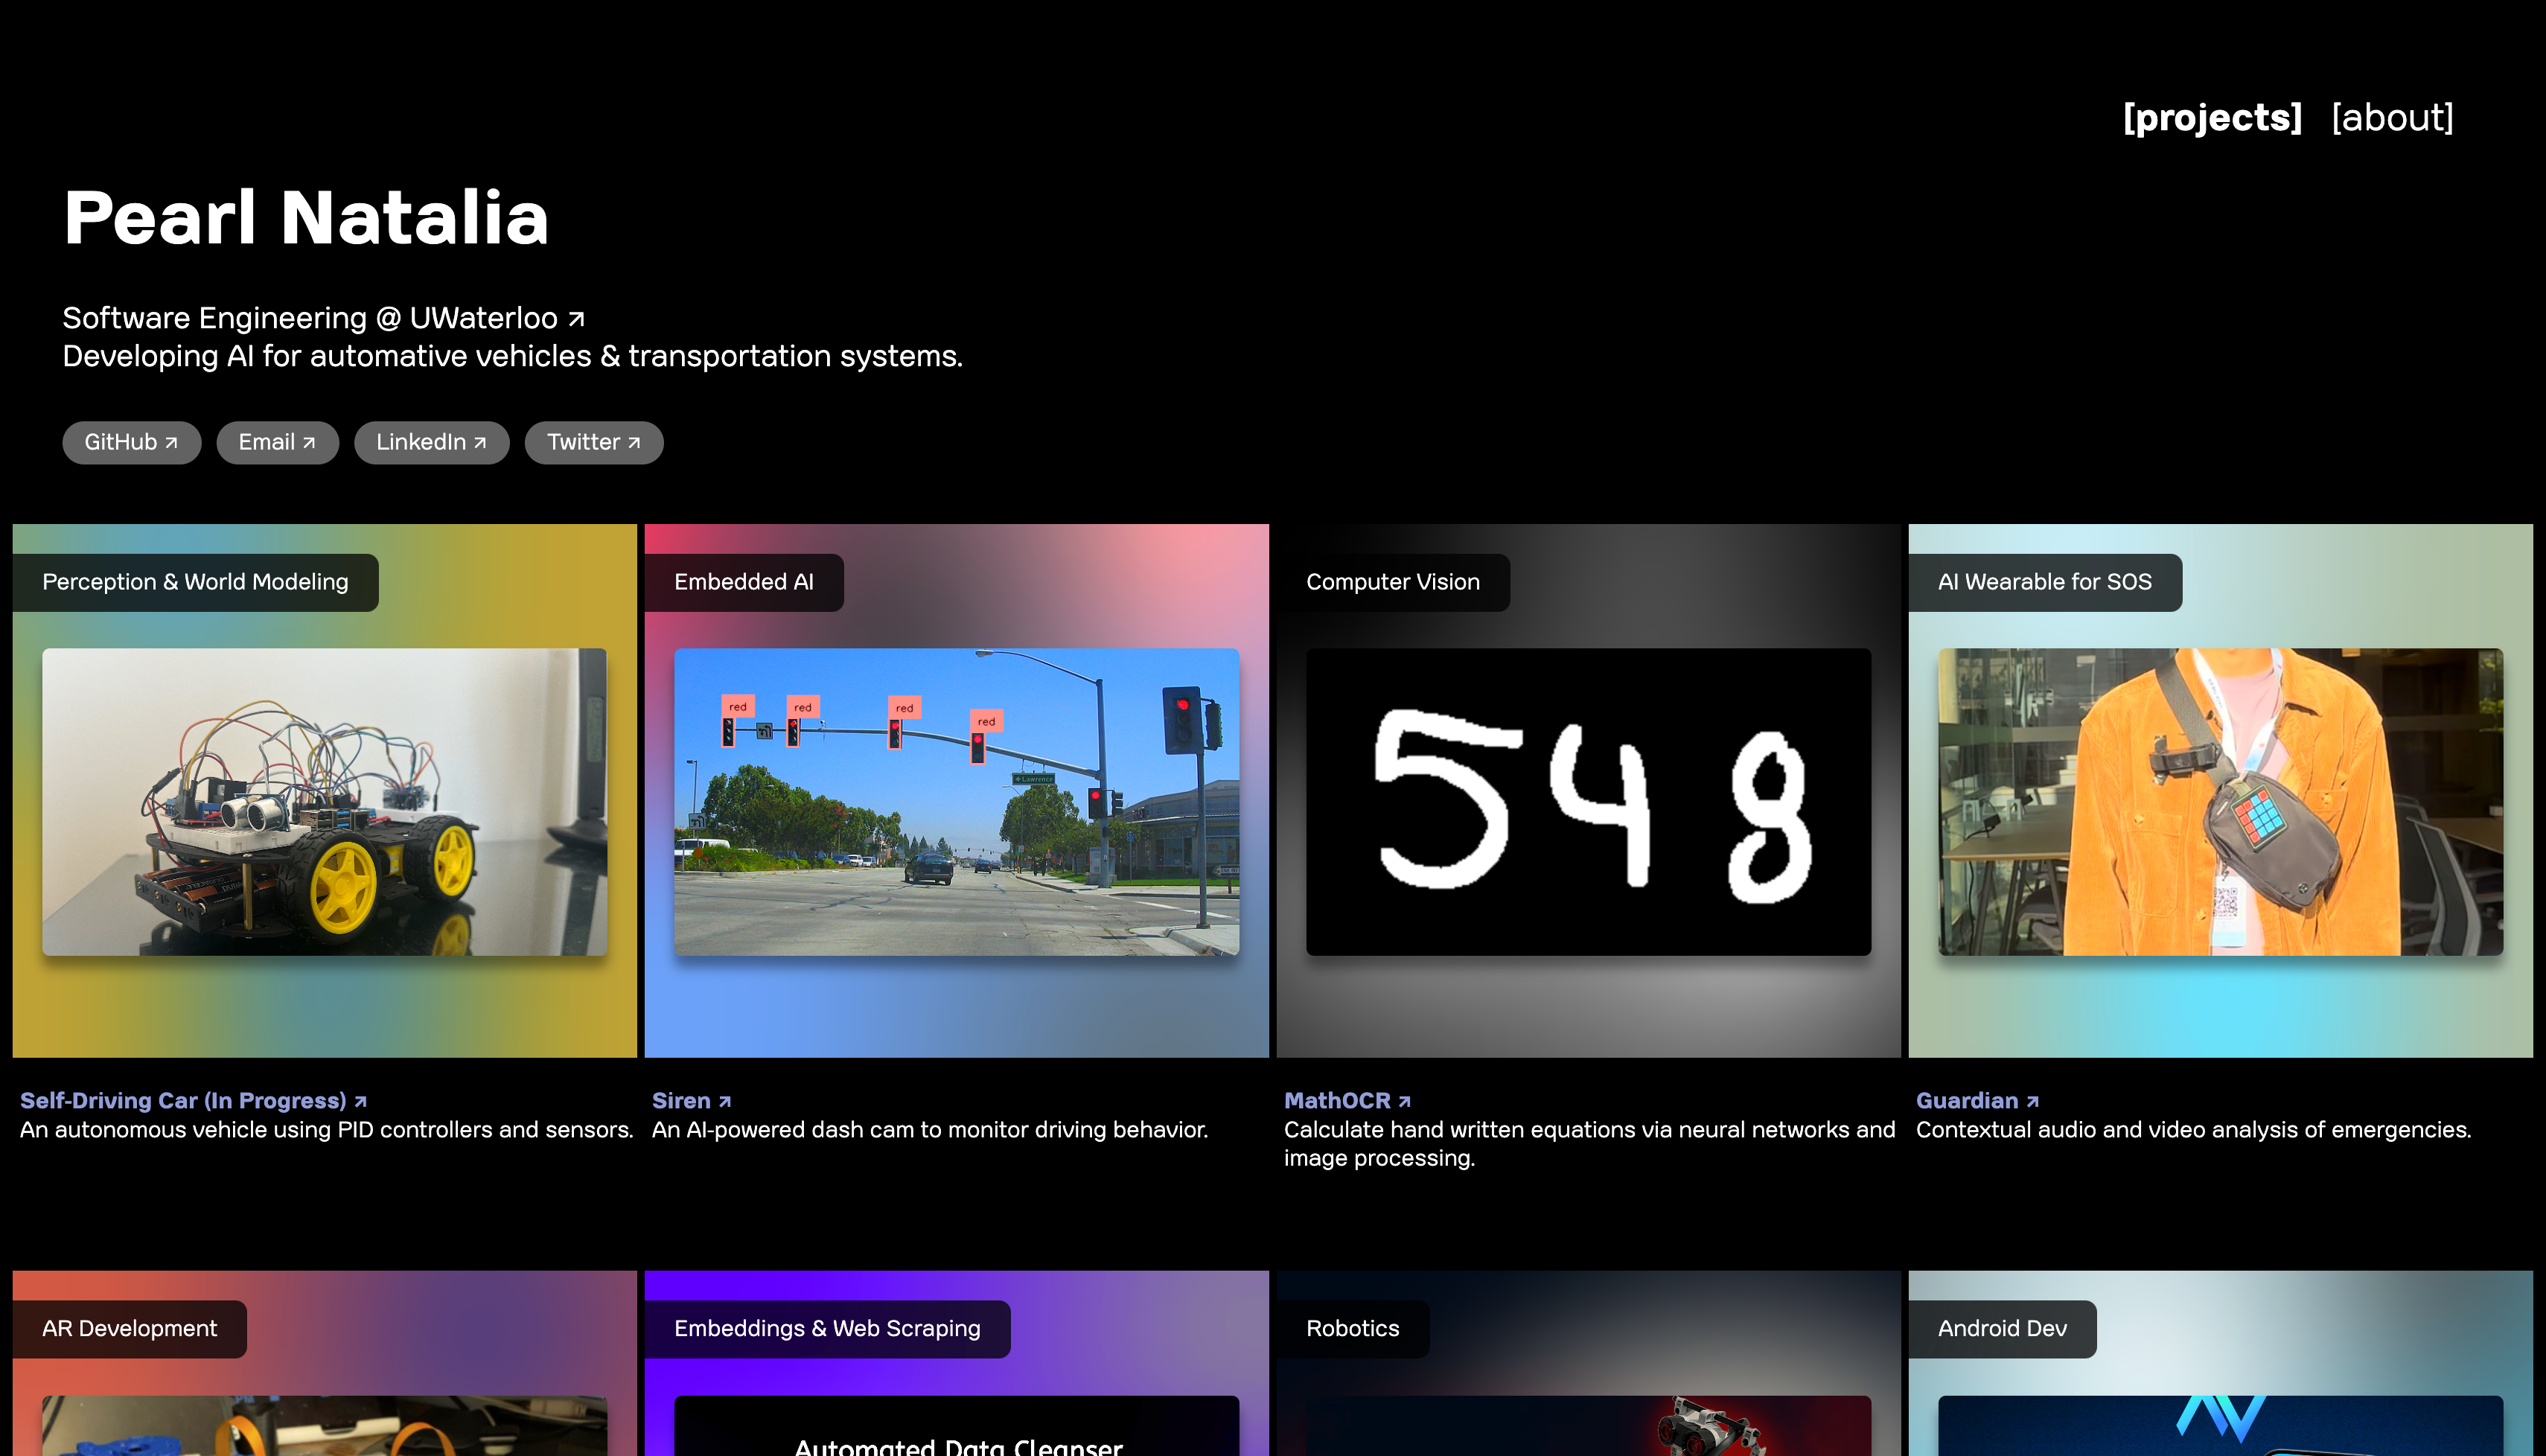 [projects] [about]
Pearl Natalia
Software Engineering @ UWaterloo ↗
Developing AI for automative vehicles & transportation systems.
GitHub ↗ Email ↗ LinkedIn ↗ Twitter ↗
Perception & World Modeling
Embedded AI
red
red
red
red
Lawrence
Computer Vision
548
AI Wearable for SOS
Self-Driving Car (In Progress) ↗
An autonomous vehicle using PID controllers and sensors.
Siren ↗
An AI-powered dash cam to monitor driving behavior.
MathOCR ↗
Calculate hand written equations via neural networks and
image processing.
Guardian ↗
Contextual audio and video analysis of emergencies.
AR Development
Embeddings & Web Scraping
Automated Data Cleanser
Robotics
Android Dev